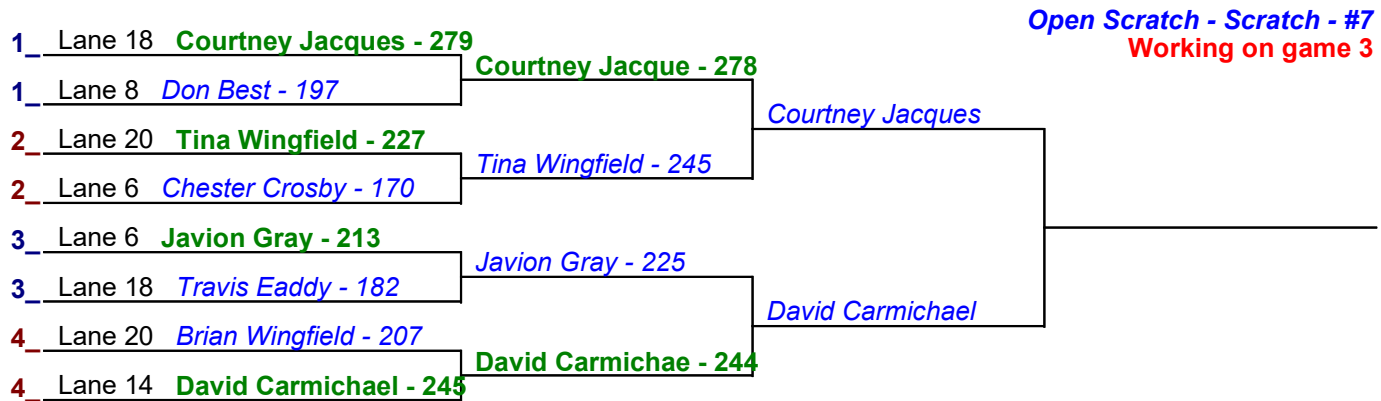 Open Scratch - Scratch - #7
Working on game 3
1_ Lane 18 Courtney Jacques - 279
Courtney Jacque - 278
1_ Lane 8 Don Best - 197
Courtney Jacques
2_ Lane 20 Tina Wingfield - 227
Tina Wingfield - 245
2_ Lane 6 Chester Crosby - 170
3_ Lane 6 Javion Gray - 213
Javion Gray - 225
3_ Lane 18 Travis Eaddy - 182
David Carmichael
4_ Lane 20 Brian Wingfield - 207
David Carmichae - 244
4_ Lane 14 David Carmichael - 245